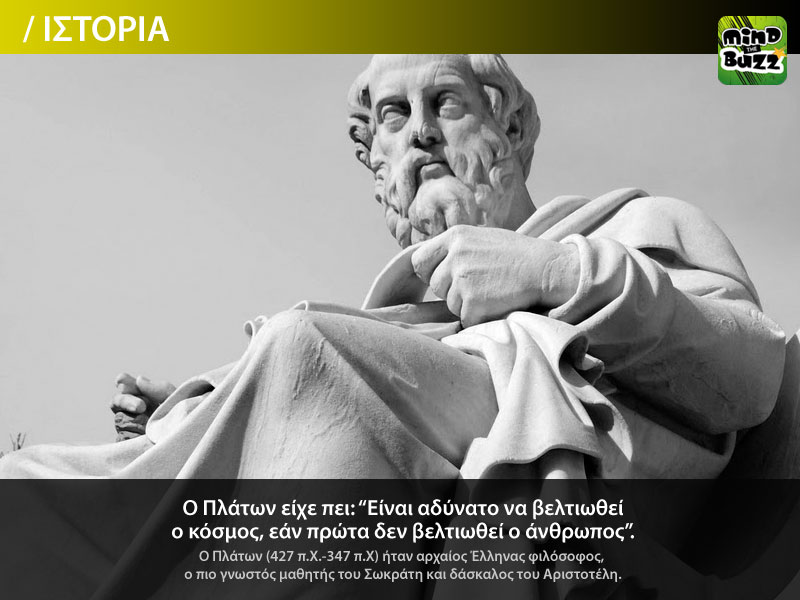 / ΙΣΤΟΡΙΑ
MIND
THE
BUZZ
Ο Πλάτων είχε πει: “Είναι αδύνατο να βελτιωθεί
ο κόσμος, εάν πρώτα δεν βελτιωθεί ο άνθρωπος”.
Ο Πλάτων (427 π.Χ.-347 π.Χ) ήταν αρχαίος Έλληνας φιλόσοφος,
ο πιο γνωστός μαθητής του Σωκράτη και δάσκαλος του Αριστοτέλη.